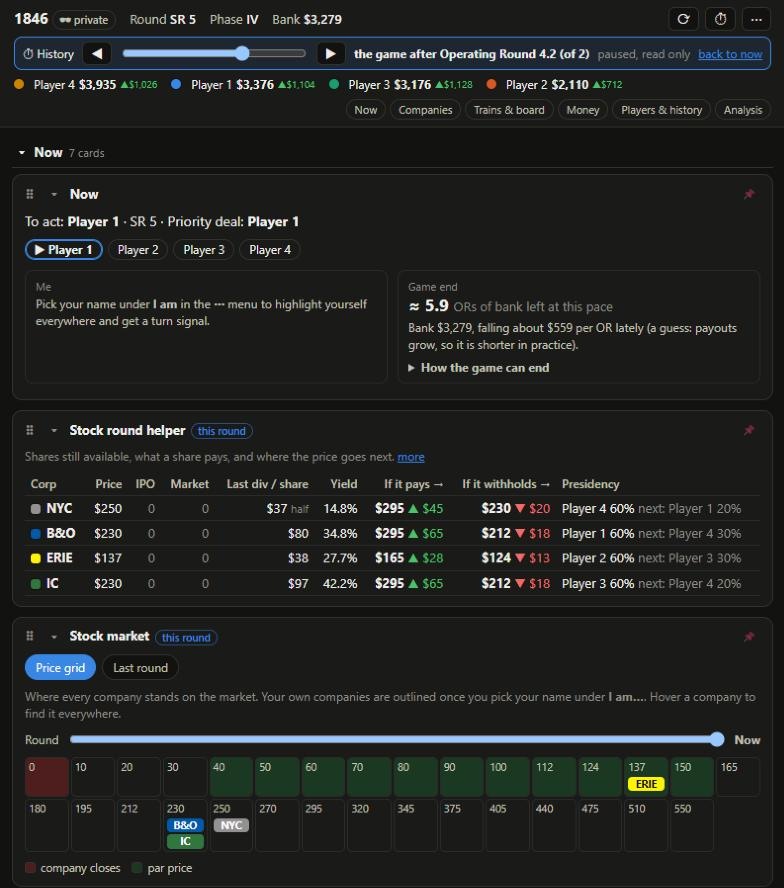 1846 🕶 private Round SR 5 Phase IV Bank $3,279
⏱ History ◀ ▶ the game after Operating Round 4.2 (of 2) paused, read only back to now
Player 4 $3,935 ▲$1,026 Player 1 $3,376 ▲$1,104 Player 3 $3,176 ▲$1,128 Player 2 $2,110 ▲$712
Now Companies Trains & board Money Players & history Analysis
Now 7 cards
Now
To act: Player 1 · SR 5 · Priority deal: Player 1
▶ Player 1 Player 2 Player 3 Player 4
Me
Pick your name under I am in the ··· menu to highlight yourself
everywhere and get a turn signal.
Game end
≈ 5.9 ORs of bank left at this pace
Bank $3,279, falling about $559 per OR lately (a guess: payouts
grow, so it is shorter in practice).
▶ How the game can end
Stock round helper this round
Shares still available, what a share pays, and where the price goes next. more
Corp Price IPO Market Last div / share Yield If it pays → If it withholds → Presidency
NYC $250 0 0 $37 half 14.8% $295 ▲ $45 $230 ▼ $20 Player 4 60% next: Player 1 20%
B&O $230 0 0 $80 34.8% $295 ▲ $65 $212 ▼ $18 Player 1 60% next: Player 4 30%
ERIE $137 0 0 $38 27.7% $165 ▲ $28 $124 ▼ $13 Player 2 60% next: Player 3 30%
IC $230 0 0 $97 42.2% $295 ▲ $65 $212 ▼ $18 Player 3 60% next: Player 4 20%
Stock market this round
Price grid Last round
Where every company stands on the market. Your own companies are outlined once you pick your name under I am.... Hover a company to
find it everywhere.
Round Now
0 10 20 30 40 50 60 70 80 90 100 112 124 137 150 165
ERIE
180 195 212 230 250 270 295 320 345 375 405 440 475 510 550
B&O NYC
IC
company closes par price